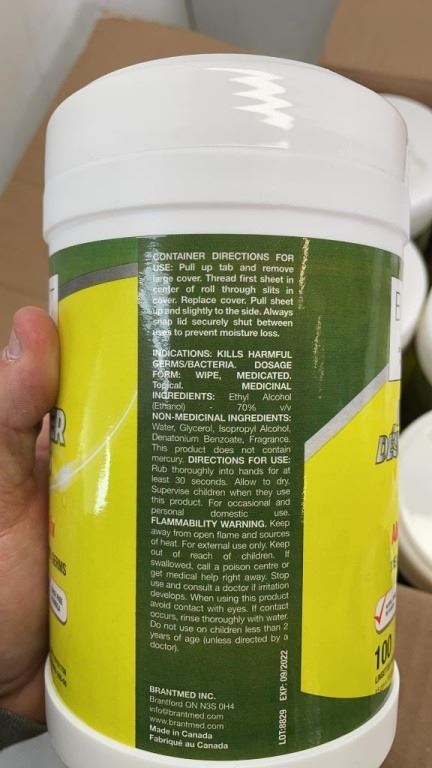 CONTAINER DIRECTIONS FOR
USE: Pull up tab and remove
large cover. Thread first sheet in
center of roll through slits in
cover. Replace cover. Pull sheet
up and slightly to the side. Always
snap lid securely shut between
uses to prevent moisture loss.
INDICATIONS: KILLS HARMFUL
GERMS/BACTERIA. DOSAGE
FORM: WIPE, MEDICATED.
Topical. MEDICINAL
INGREDIENTS: Ethyl Alcohol
(Ethanol) 70% v/v
NON-MEDICINAL INGREDIENTS:
Water, Glycerol, Isopropyl Alcohol,
Denatonium Benzoate, Fragrance.
This product does not contain
mercury. DIRECTIONS FOR USE:
Rub thoroughly into hands for at
least 30 seconds. Allow to dry.
Supervise children when they use
this product. For occasional and
personal domestic use.
FLAMMABILITY WARNING. Keep
away from open flame and sources
of heat. For external use only. Keep
out of reach of children. If
swallowed, call a poison centre or
get medical help right away. Stop
use and consult a doctor if irritation
develops. When using this product
avoid contact with eyes. If contact
occurs, rinse thoroughly with water.
Do not use on children less than 2
years of age (unless directed by a
doctor).
BRANTMED INC.
Brantford ON N3S 0H4
info@brantmed.com
www.brantmed.com
Made in Canada
Fabriqué au Canada
LOT:8829 EXP: 09/2022
100